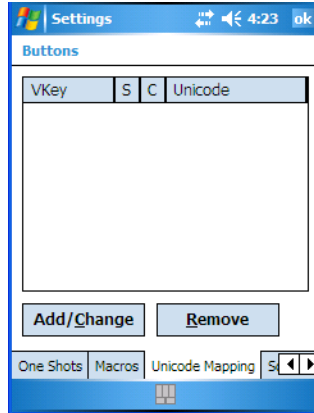 Settings 4:23 ok
Buttons
VKey S C Unicode
Add/Change Remove
One Shots Macros Unicode Mapping